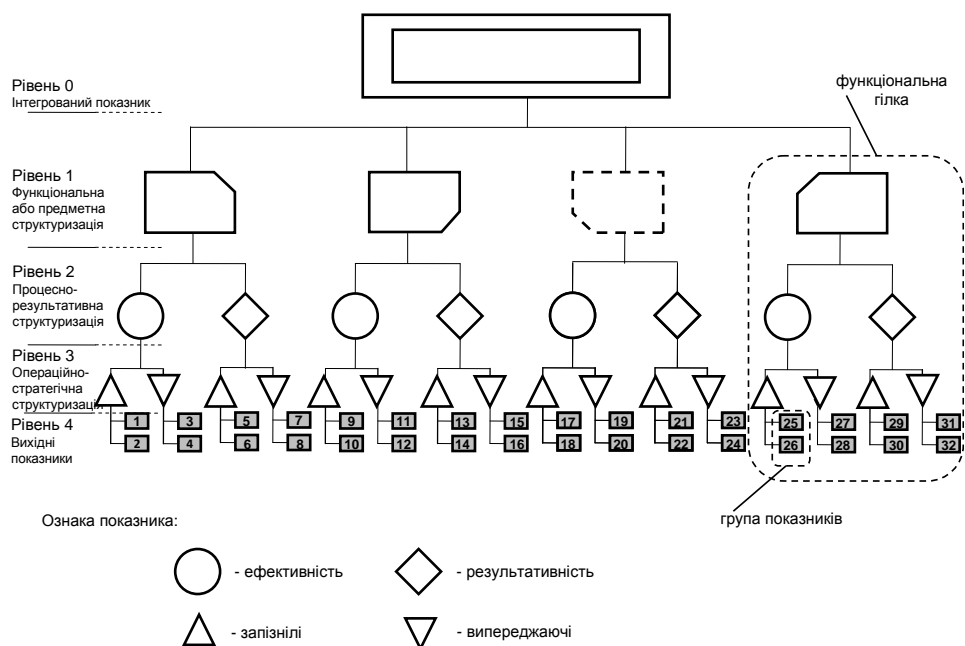 Рівень 0
Інтегрований показник
функціональна
гілка
Рівень 1
Функціональна
або предметна
структуризація
Рівень 2
Процесно-
результативна
структуризація
Рівень 3
Операційно-
стратегічна
структуризація
Рівень 4
Вихідні
показники
1 3 5 7 9 11 13 15 17 19 21 23 25 27 29 31
2 4 6 8 10 12 14 16 18 20 22 24 26 28 30 32
група показників
Ознака показника:
- ефективність
- результативність
- запізнілі
- випереджаючі